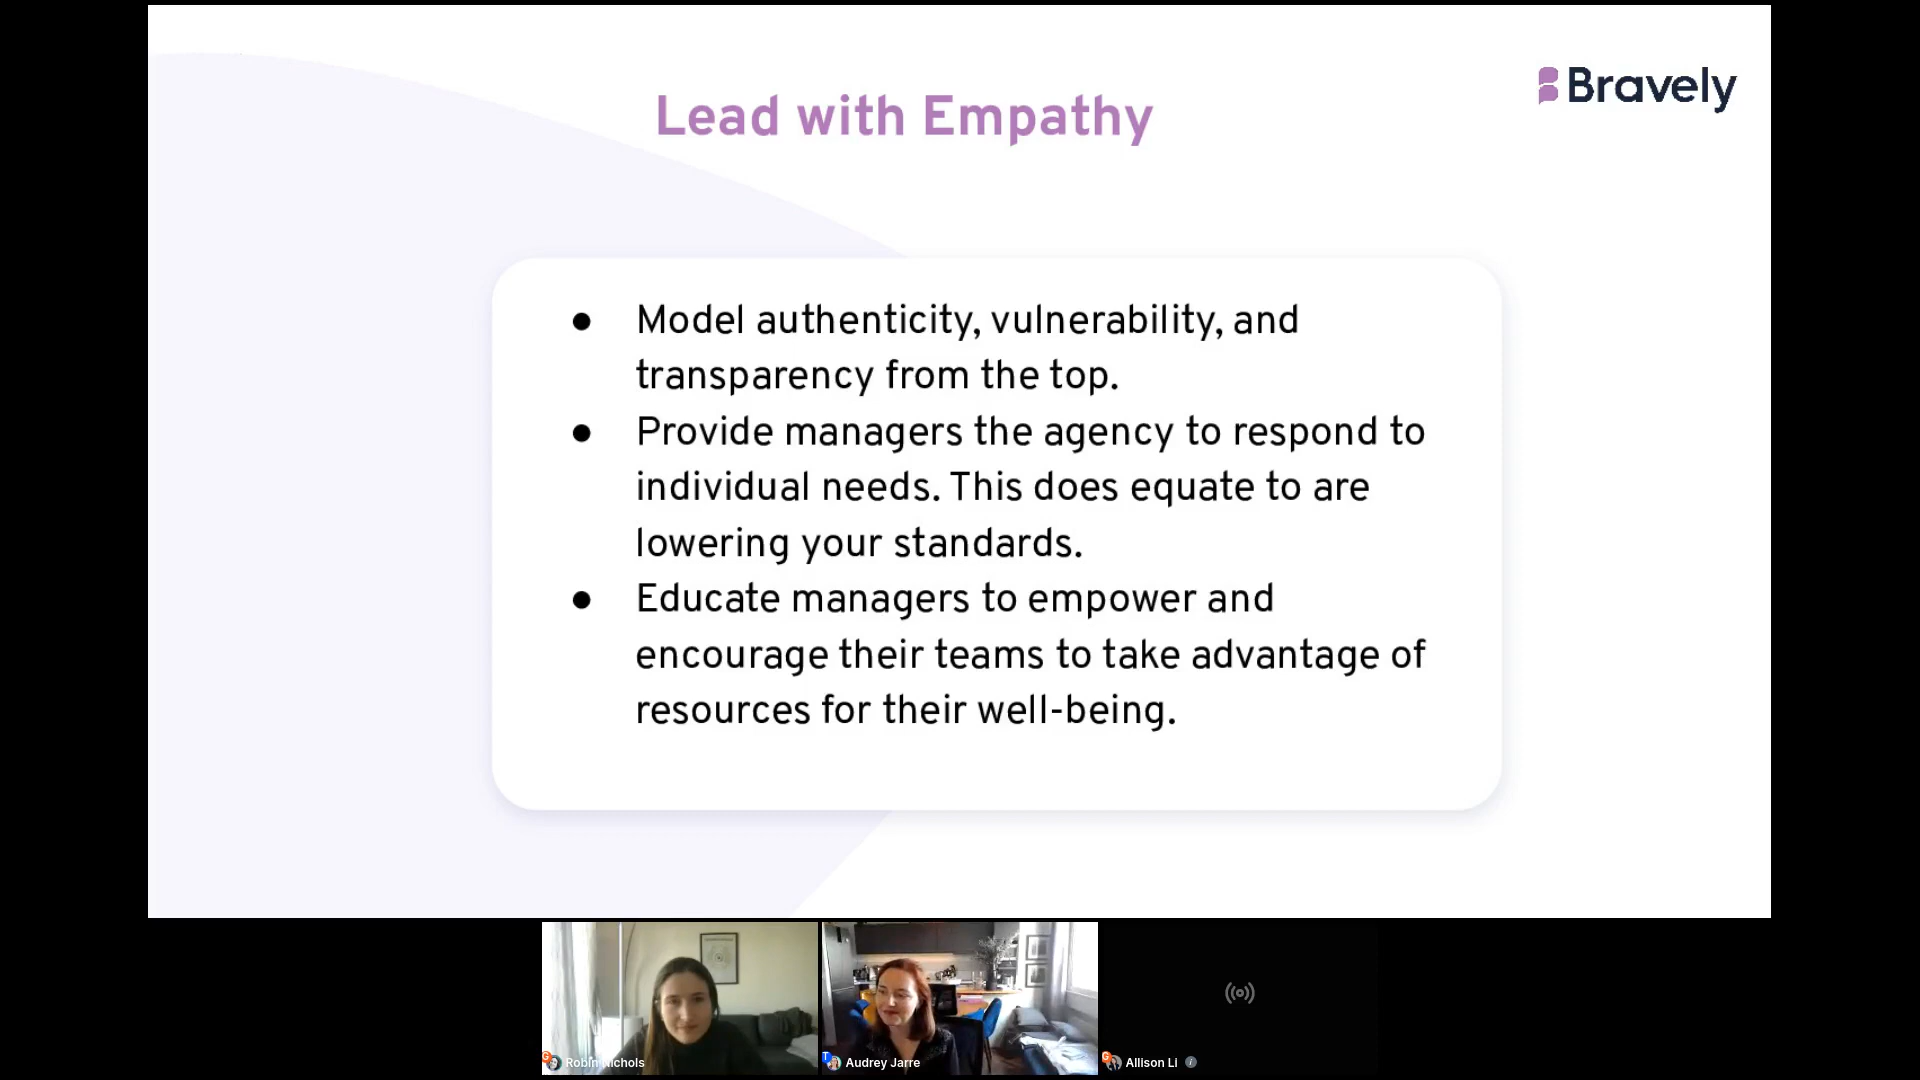 Bravely
Lead with Empathy
● Model authenticity, vulnerability, and
transparency from the top.
● Provide managers the agency to respond to
individual needs. This does equate to are
lowering your standards.
● Educate managers to empower and
encourage their teams to take advantage of
resources for their well-being.
Robin Nichols
Audrey Jarre
Allison Li